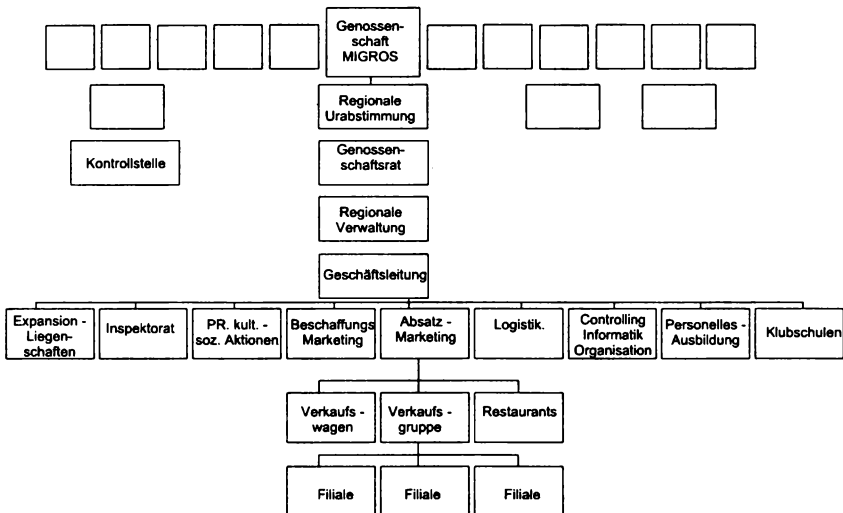 Genossen-
schaft
MIGROS
Regionale
Urabstimmung
Kontrollstelle
Genossen-
schaftsrat
Regionale
Verwaltung
Geschäftsleitung
Expansion -
Liegen-
schaften
Inspektorat
PR. kult. -
soz. Aktionen
Beschaffungs
Marketing
Absatz -
Marketing
Logistik.
Controlling
Informatik
Organisation
Personelles -
Ausbildung
Klubschulen
Verkaufs -
wagen
Verkaufs -
gruppe
Restaurants
Filiale
Filiale
Filiale